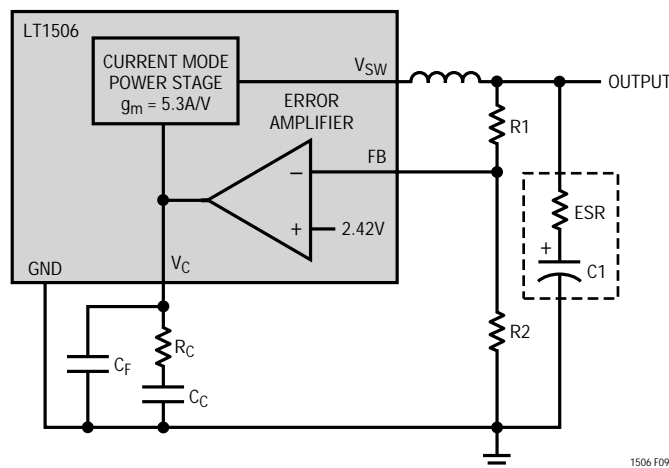 LT1506
CURRENT MODE
POWER STAGE
gm = 5.3A/V
VSW
OUTPUT
ERROR
AMPLIFIER
R1
FB
–
ESR
+
2.42V
+
C1
GND
VC
R2
RC
CF
CC
1506 F09